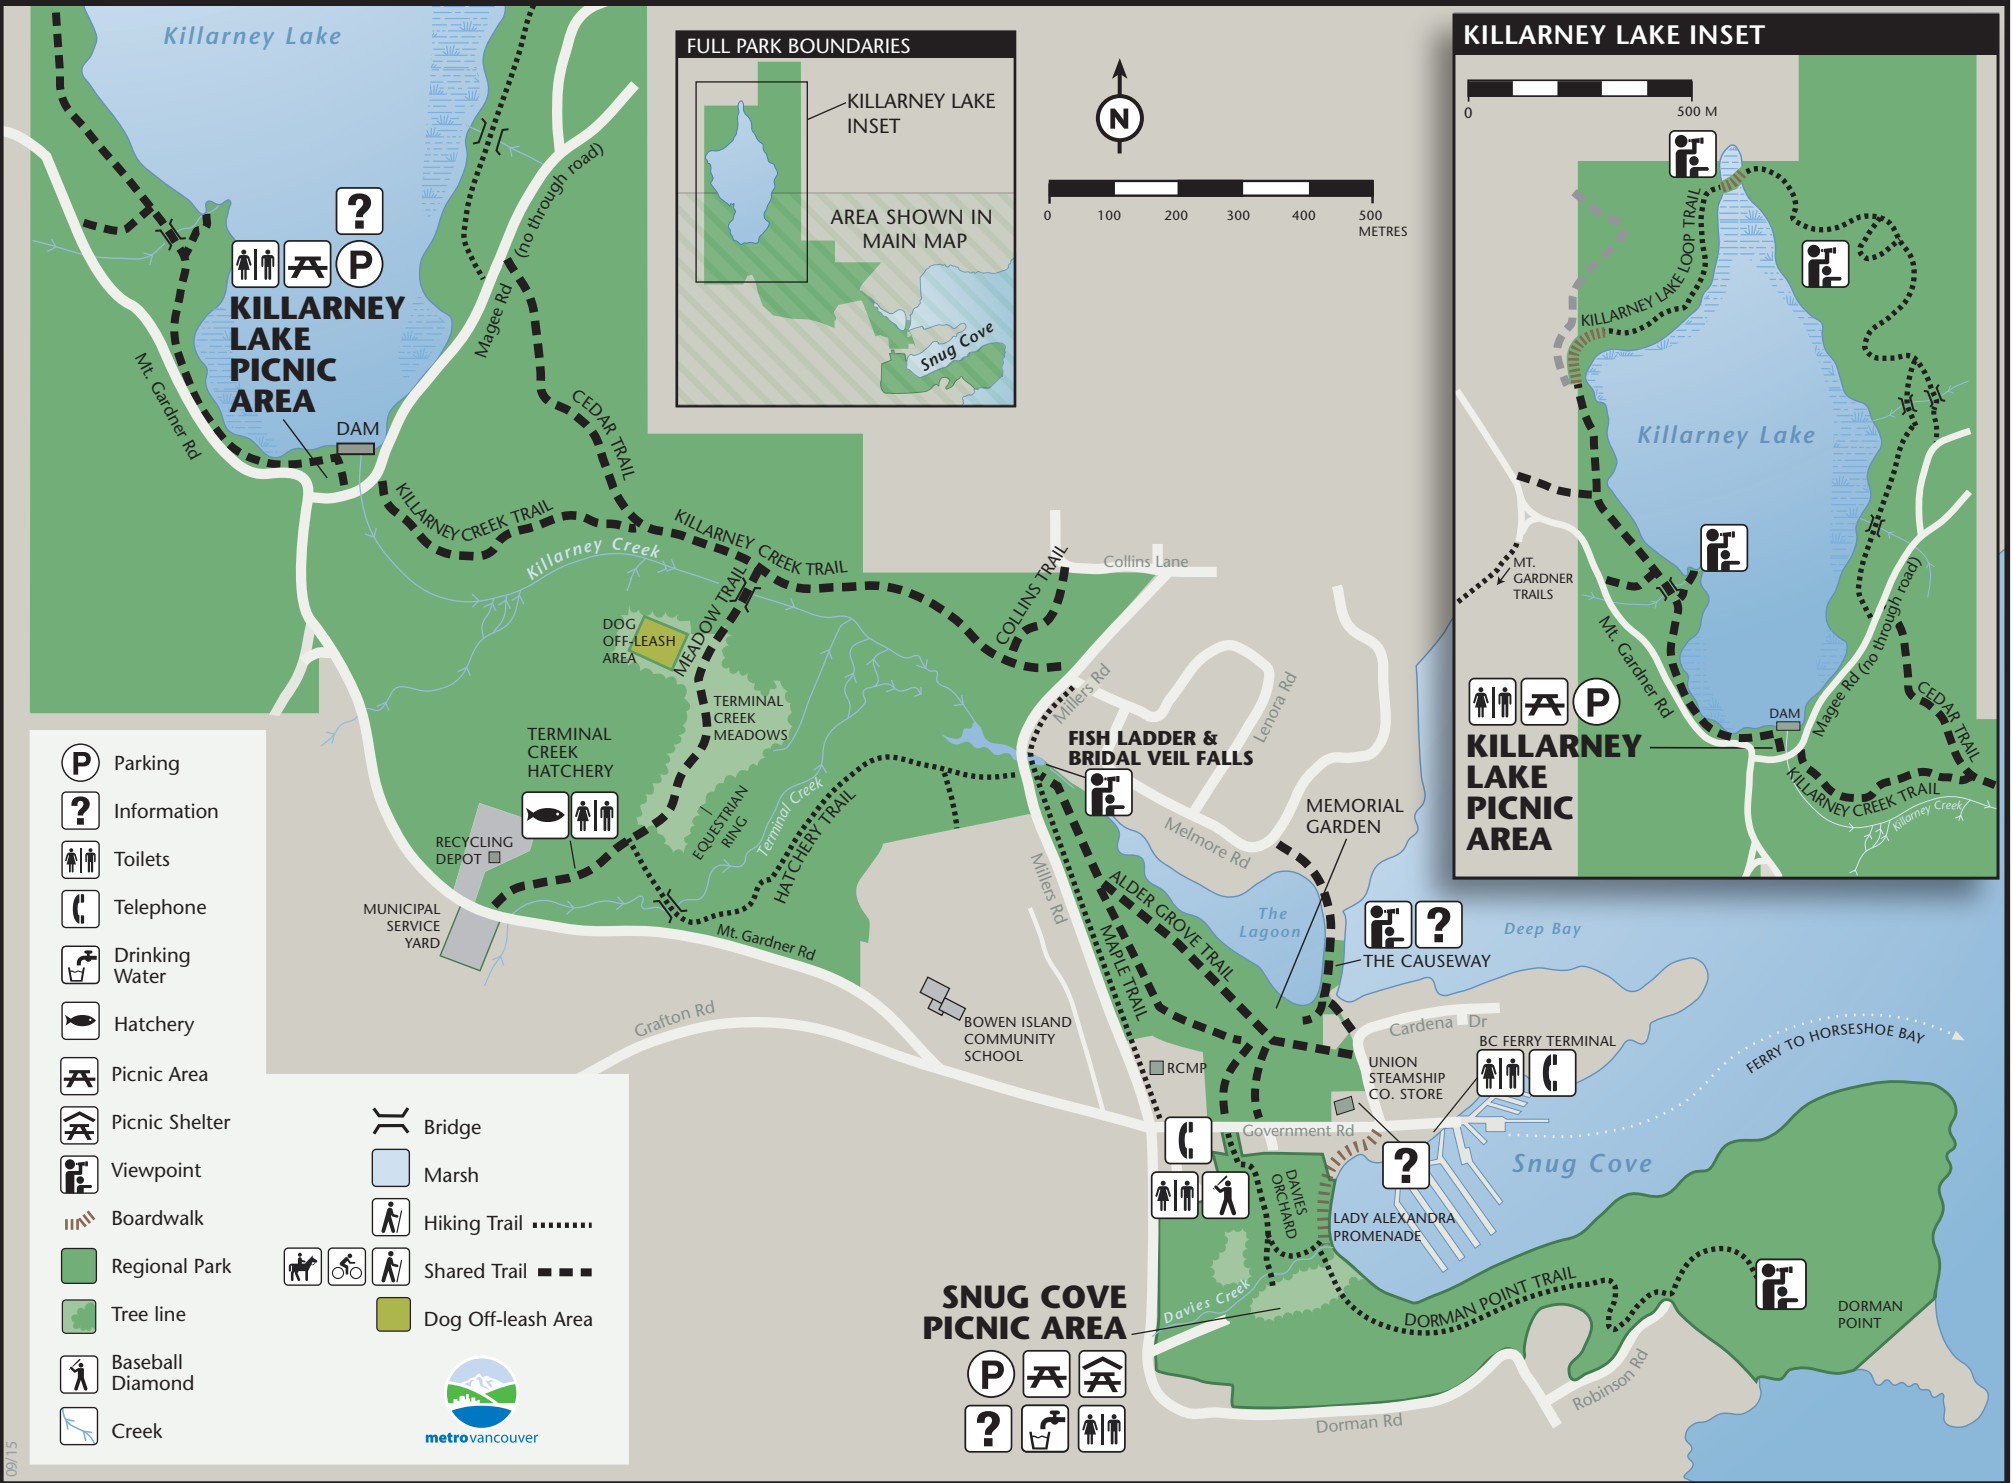 Killarney Lake
?
P
KILLARNEY
LAKE
PICNIC
AREA
DAM
Mt. Gardner Rd
Magee Rd
(no through road)
CEDAR TRAIL
KILLARNEY CREEK TRAIL
KILLARNEY CREEK TRAIL
Killarney Creek
FULL PARK BOUNDARIES
KILLARNEY LAKE
INSET
AREA SHOWN IN
MAIN MAP
Snug Cove
N
0 100 200 300 400 500
METRES
KILLARNEY LAKE INSET
0 500 M
KILLARNEY LAKE LOOP TRAIL
Killarney Lake
MT.
GARDNER
TRAILS
Mt. Gardner Rd
Magee Rd (no through road)
CEDAR TRAIL
DAM
P
KILLARNEY
LAKE
PICNIC
AREA
KILLARNEY CREEK TRAIL
Killarney Creek
COLLINS TRAIL
Collins Lane
DOG
OFF-LEASH
AREA
MEADOW TRAIL
TERMINAL
CREEK
MEADOWS
TERMINAL
CREEK
HATCHERY
EQUESTRIAN
RING
Terminal Creek
HATCHERY TRAIL
RECYCLING
DEPOT
MUNICIPAL
SERVICE
YARD
Mt. Gardner Rd
Grafton Rd
Millers Rd
Lenora Rd
FISH LADDER &
BRIDAL VEIL FALLS
Melmore Rd
MEMORIAL
GARDEN
Millers Rd
ALDER GROVE TRAIL
MAPLE TRAIL
The
Lagoon
?
THE CAUSEWAY
Deep Bay
BOWEN ISLAND
COMMUNITY
SCHOOL
RCMP
Cardena Dr
BC FERRY TERMINAL
UNION
STEAMSHIP
CO. STORE
FERRY TO HORSESHOE BAY
Government Rd
?
Snug Cove
DAVIES
ORCHARD
LADY ALEXANDRA
PROMENADE
Davies Creek
SNUG COVE
PICNIC AREA
P
?
DORMAN POINT TRAIL
DORMAN
POINT
Robinson Rd
Dorman Rd
P Parking
? Information
Toilets
Telephone
Drinking
Water
Hatchery
Picnic Area
Picnic Shelter
Viewpoint
Boardwalk
Regional Park
Tree line
Baseball
Diamond
Creek
Bridge
Marsh
Hiking Trail
Shared Trail
Dog Off-leash Area
metrovancouver
09/15